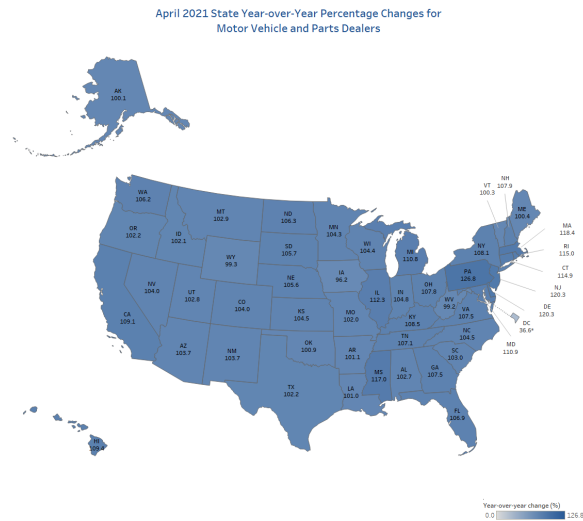 April 2021 State Year-over-Year Percentage Changes for
Motor Vehicle and Parts Dealers
AK
100.1
WA
106.2
OR
102.2
ID
102.1
MT
102.9
ND
106.3
MN
104.3
WI
104.4
MI
110.8
VT
100.3
NH
107.9
ME
100.4
MA
118.4
RI
115.0
CT
114.9
NJ
120.3
DE
120.3
DC
36.6*
MD
110.9
NY
108.1
PA
126.8
SD
105.7
WY
99.3
IA
96.2
NE
105.6
NV
104.0
UT
102.8
CO
104.0
KS
104.5
MO
102.0
IL
112.3
IN
104.8
OH
107.8
WV
99.2
VA
107.5
KY
108.5
CA
109.1
AZ
103.7
NM
103.7
OK
100.9
AR
101.1
TN
107.1
NC
104.5
SC
103.0
MS
117.0
AL
102.7
GA
107.5
TX
102.2
LA
101.0
FL
106.9
HI
109.4
Year-over-year change (%)
0.0
126.8